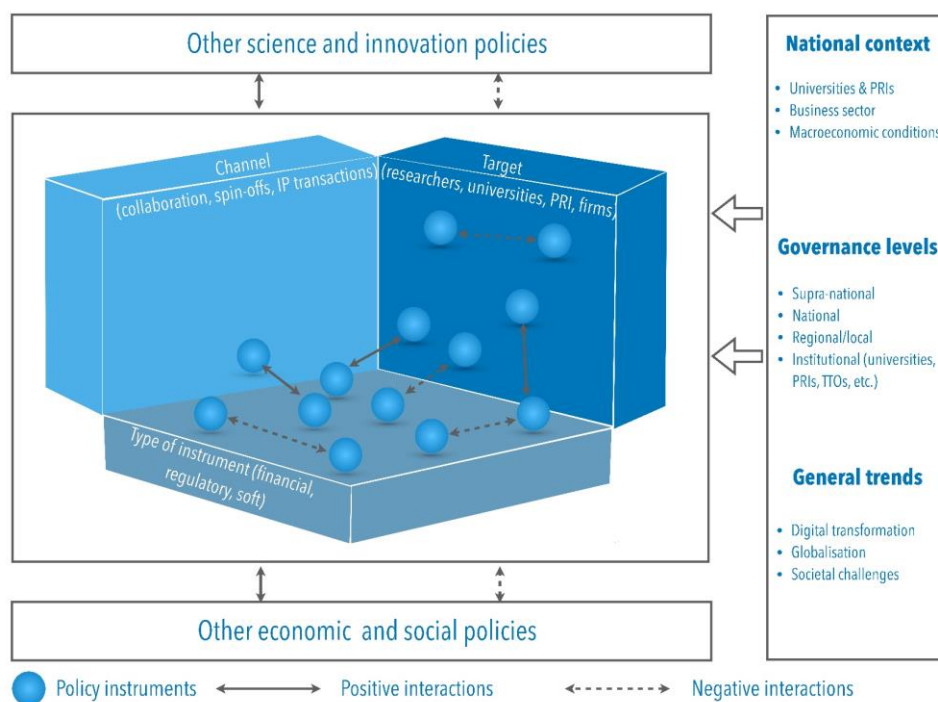 Other science and innovation policies
Channel
(collaboration, spin-offs, IP transactions)
Target
(researchers, universities, PRI, firms)
Type of instrument (financial,
regulatory, soft)
Other economic and social policies
National context
• Universities & PRIs
• Business sector
• Macroeconomic conditions
Governance levels
• Supra-national
• National
• Regional/local
• Institutional (universities,
PRIs, TTOs, etc.)
General trends
• Digital transformation
• Globalisation
• Societal challenges
Policy instruments
Positive interactions
Negative interactions